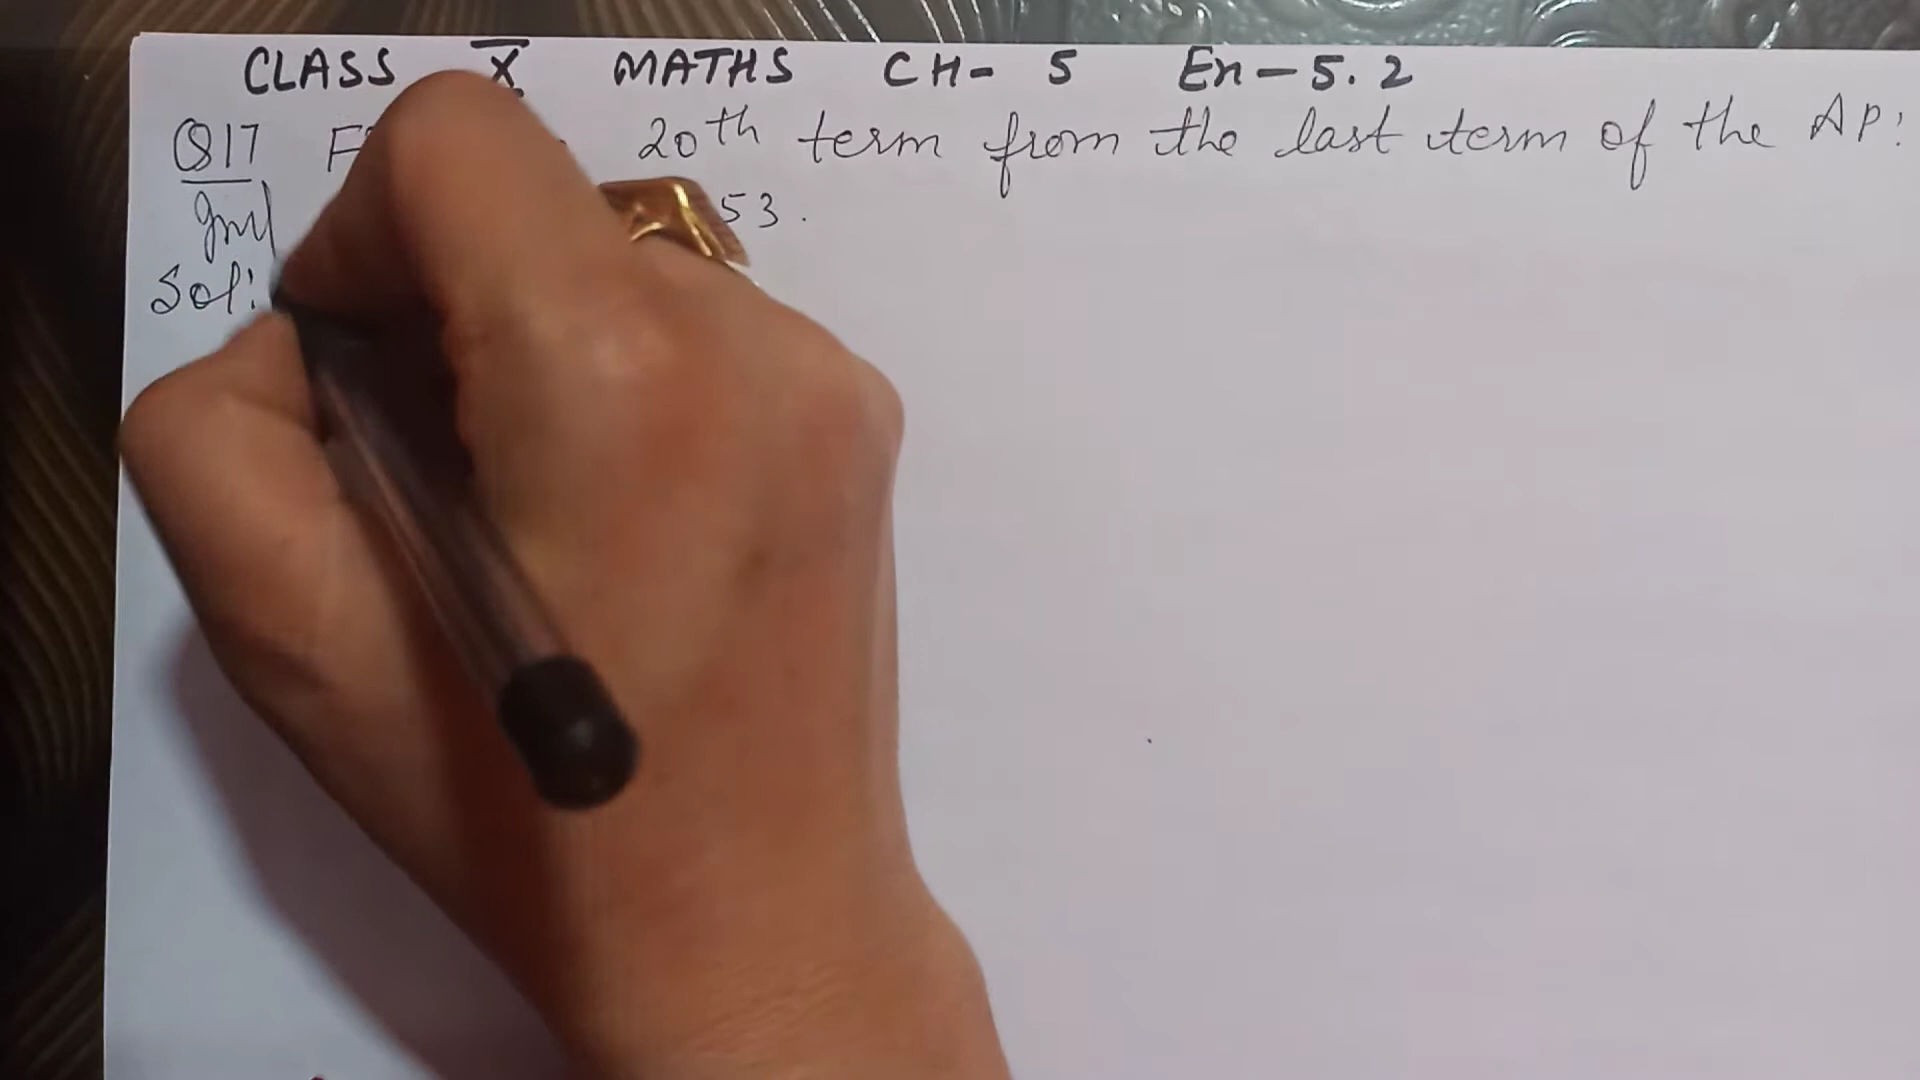 CLASS X MATHS CH- 5 Ex-5.2
Q17 20th term from the last term of the AP:
53.
Sol: